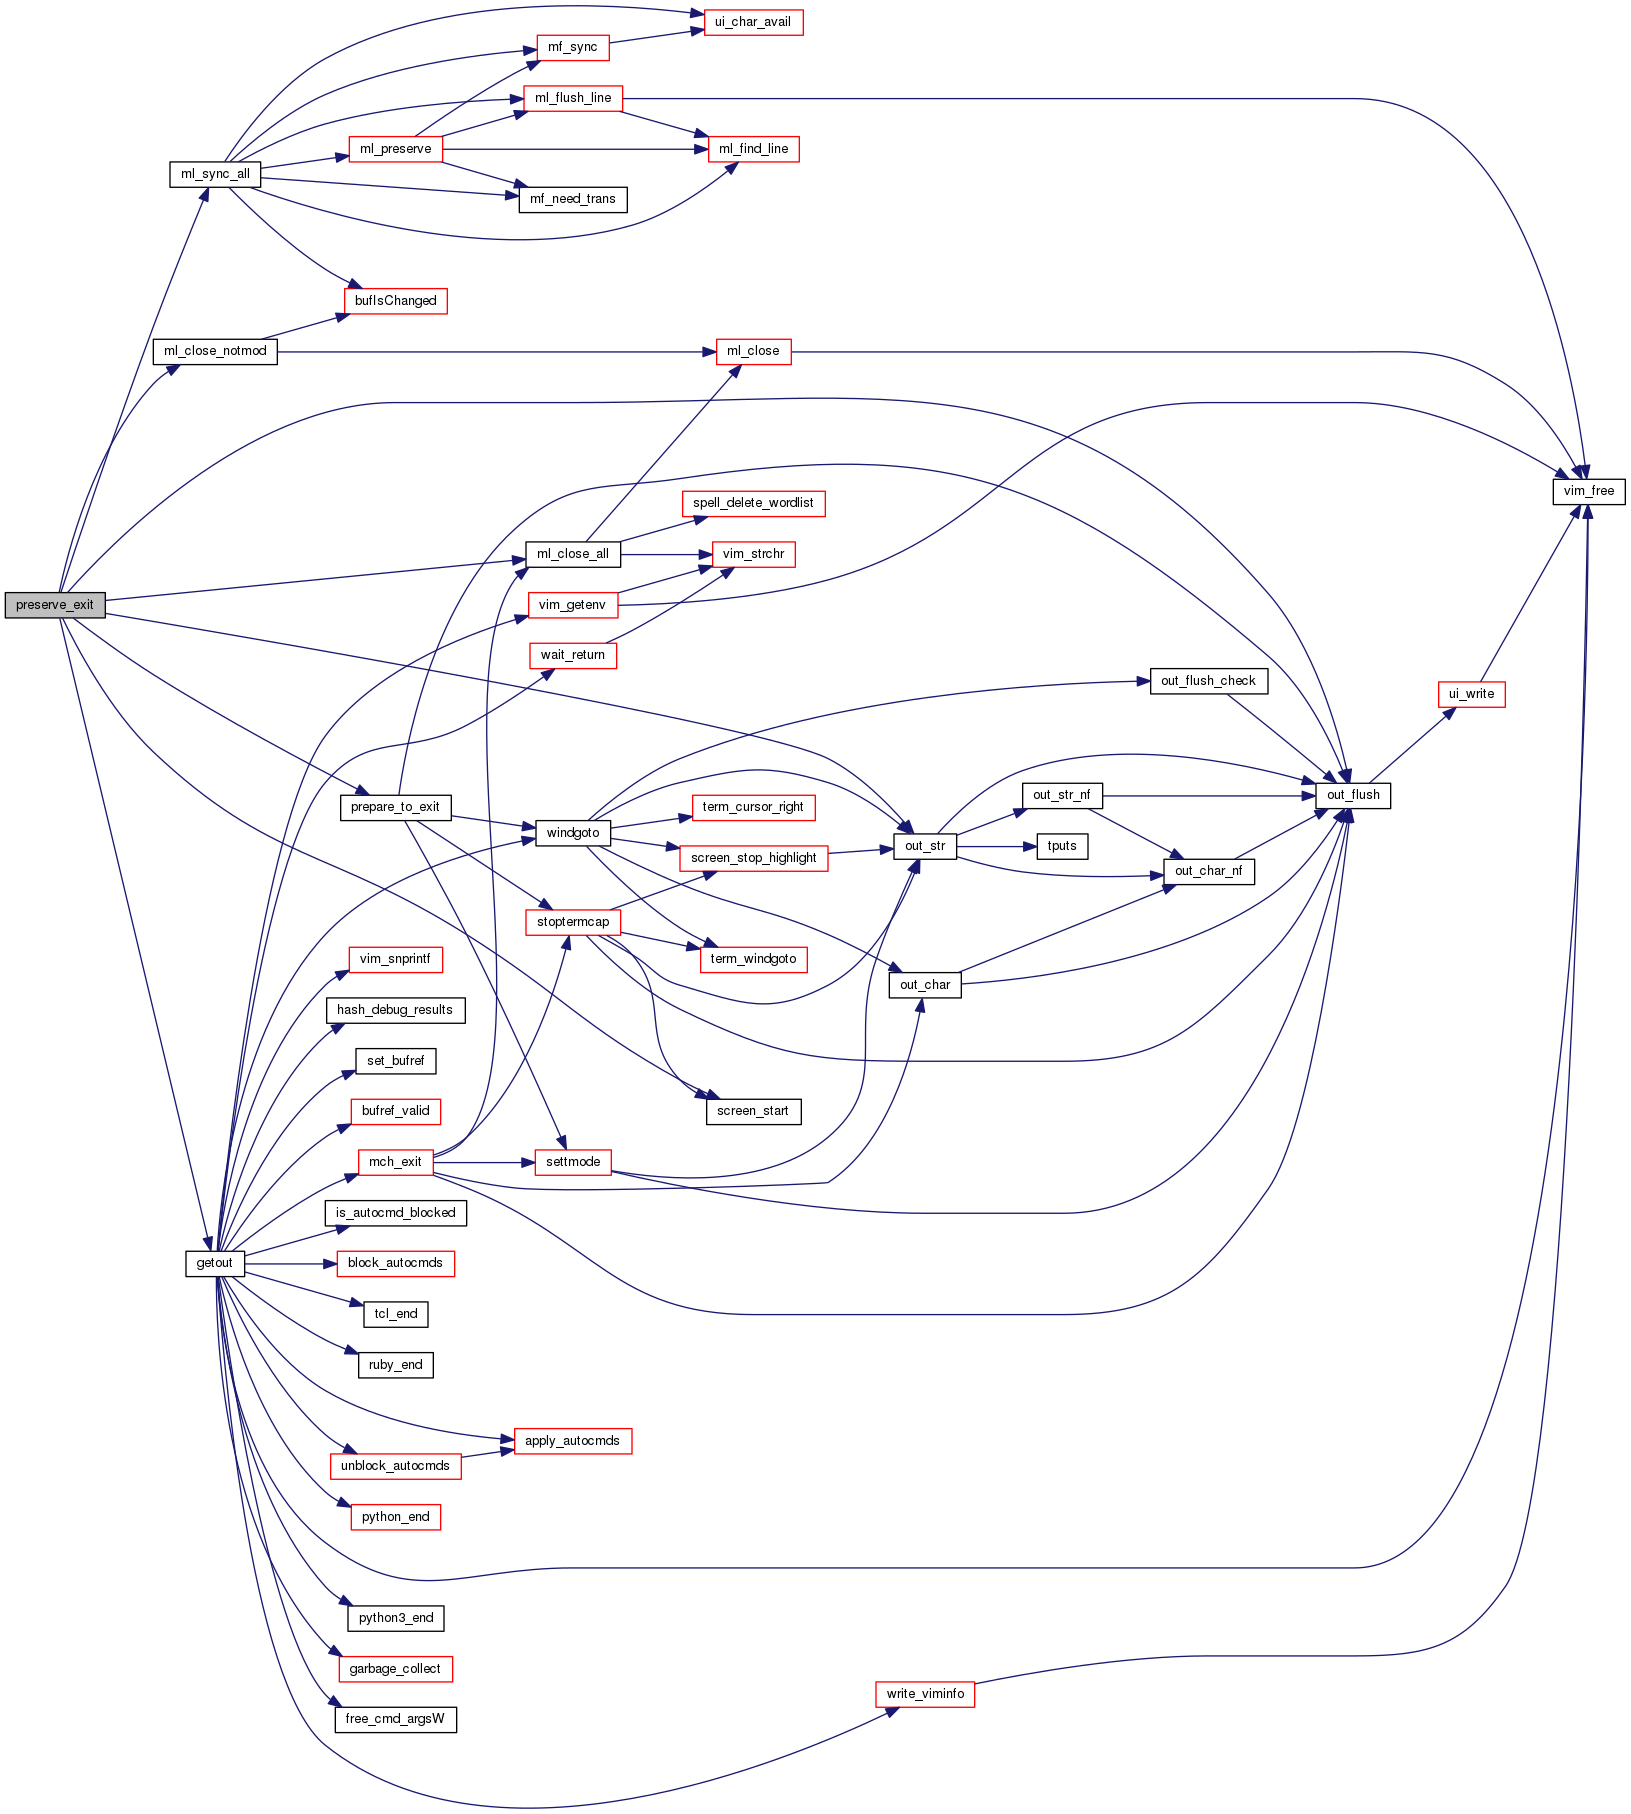 ui_char_avail
mf_sync
ml_flush_line
ml_preserve
ml_find_line
ml_sync_all
mf_need_trans
bufIsChanged
ml_close_notmod
ml_close
vim_free
spell_delete_wordlist
ml_close_all
vim_strchr
preserve_exit
vim_getenv
wait_return
out_flush_check
ui_write
prepare_to_exit
windgoto
term_cursor_right
out_str_nf
out_flush
screen_stop_highlight
out_str
tputs
out_char_nf
stoptermcap
term_windgoto
vim_snprintf
out_char
hash_debug_results
set_bufref
bufref_valid
screen_start
mch_exit
settmode
is_autocmd_blocked
getout
block_autocmds
tcl_end
ruby_end
apply_autocmds
unblock_autocmds
python_end
python3_end
garbage_collect
write_viminfo
free_cmd_argsW